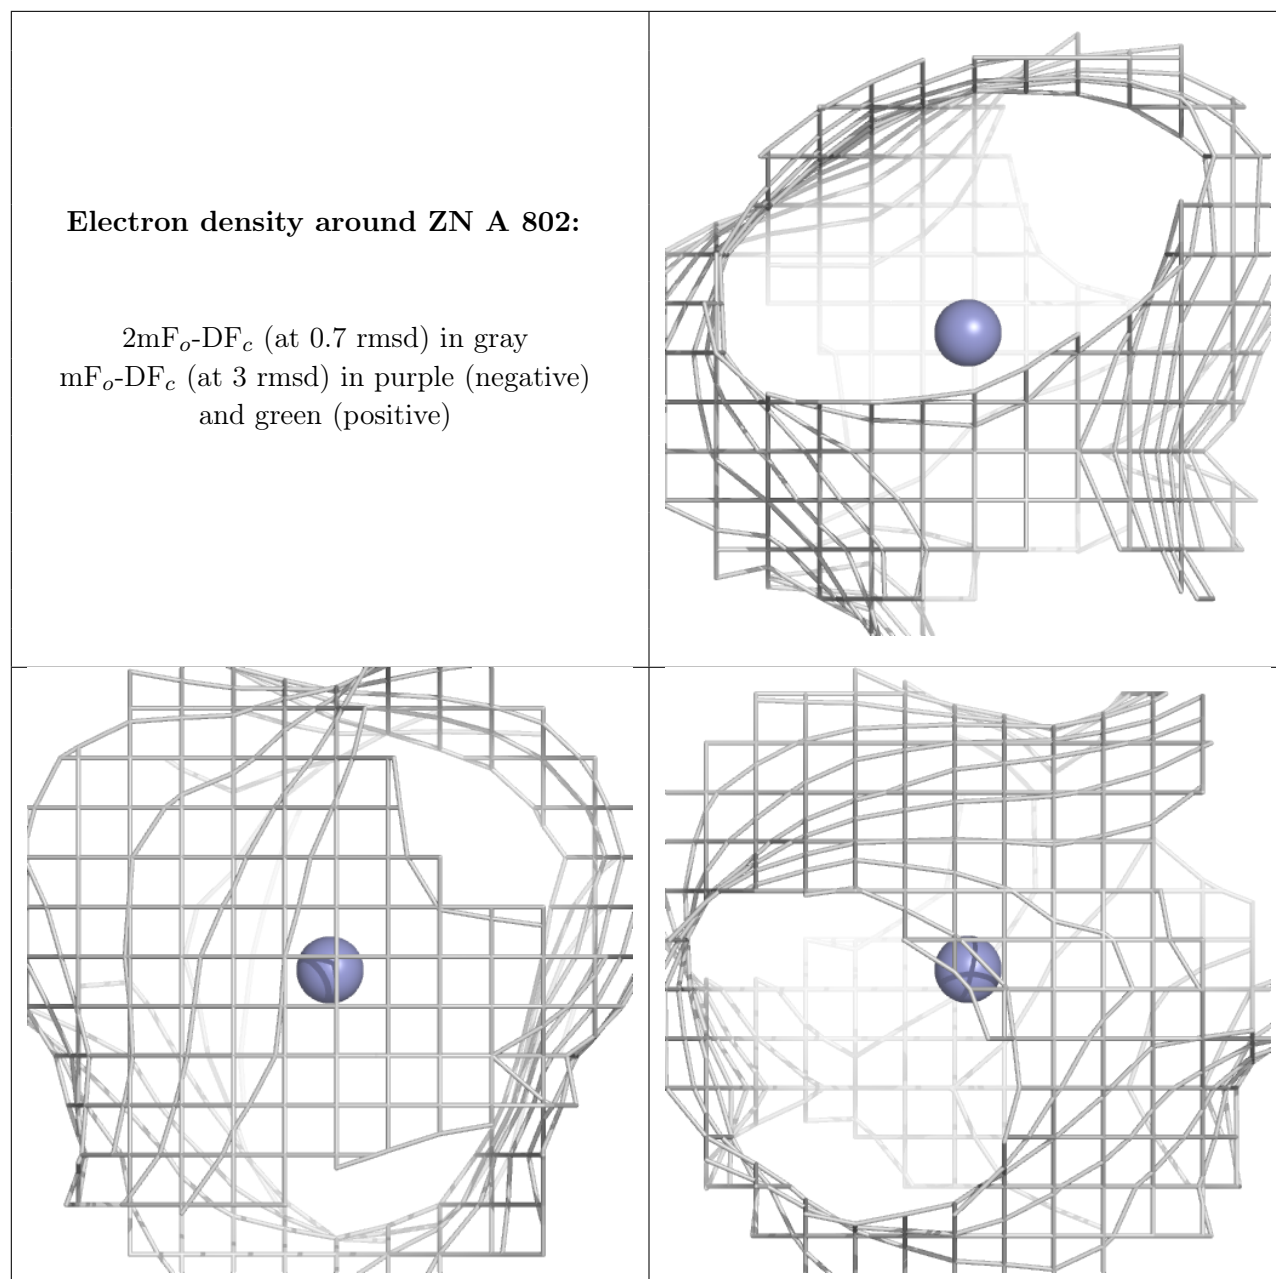 Electron density around ZN A 802:
2mFo-DFc (at 0.7 rmsd) in gray
mFo-DFc (at 3 rmsd) in purple (negative)
and green (positive)